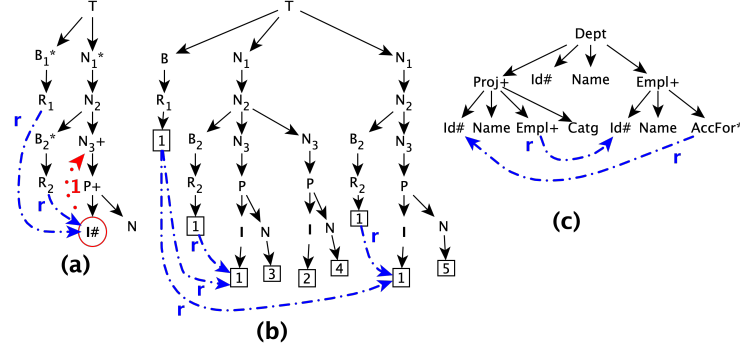 T
B1* N1*
r R1 N2
B2* N3+
R2 1 P+
r
I# N
(a)
T
B N1 N1
R1 N2 N2
1 B2 N3 N3 B2 N3
R2 P P R2 P
1 I N I N 1 I N
r r
1 3 2 4 1 5
r
r
(b)
Dept
Proj+ Id# Name Empl+
Id# Name Empl+ Catg Id# Name AccFor*
r r
(c)